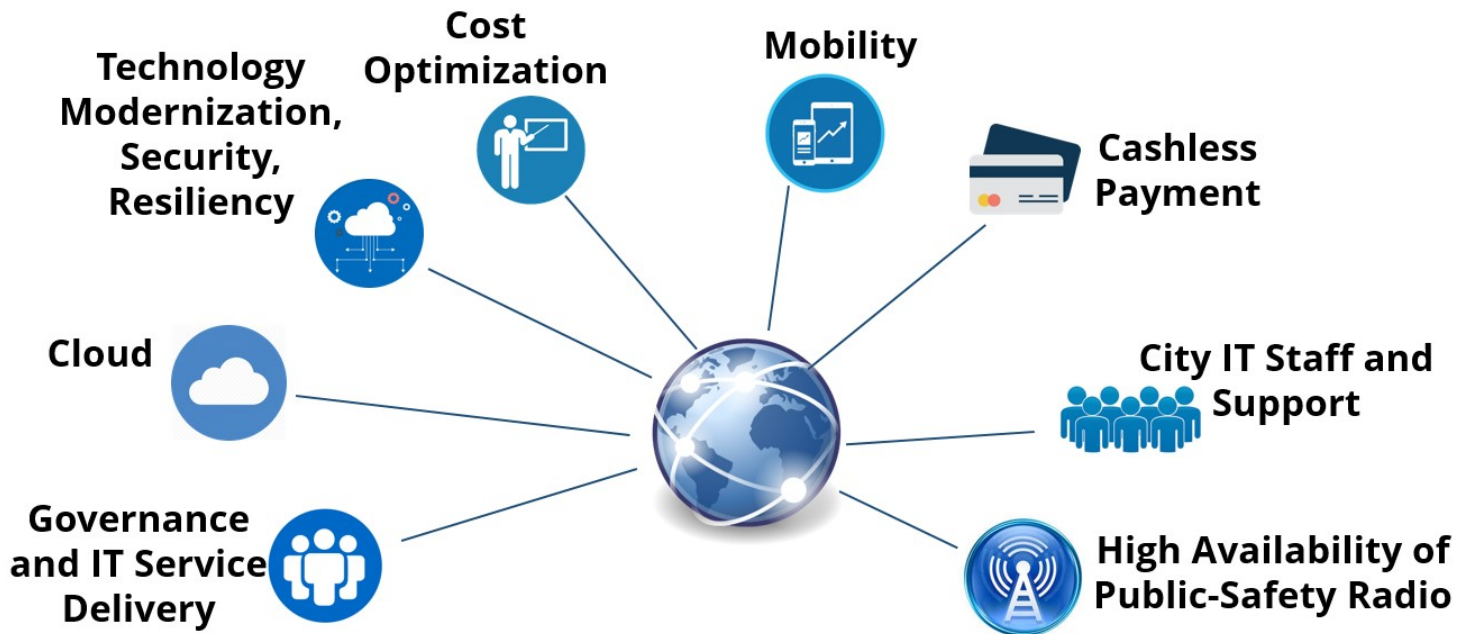 Cost
Optimization
Technology
Modernization,
Security,
Resiliency
Mobility
Cashless
Payment
Cloud
City IT Staff and
Support
Governance
and IT Service
Delivery
High Availability of
Public-Safety Radio